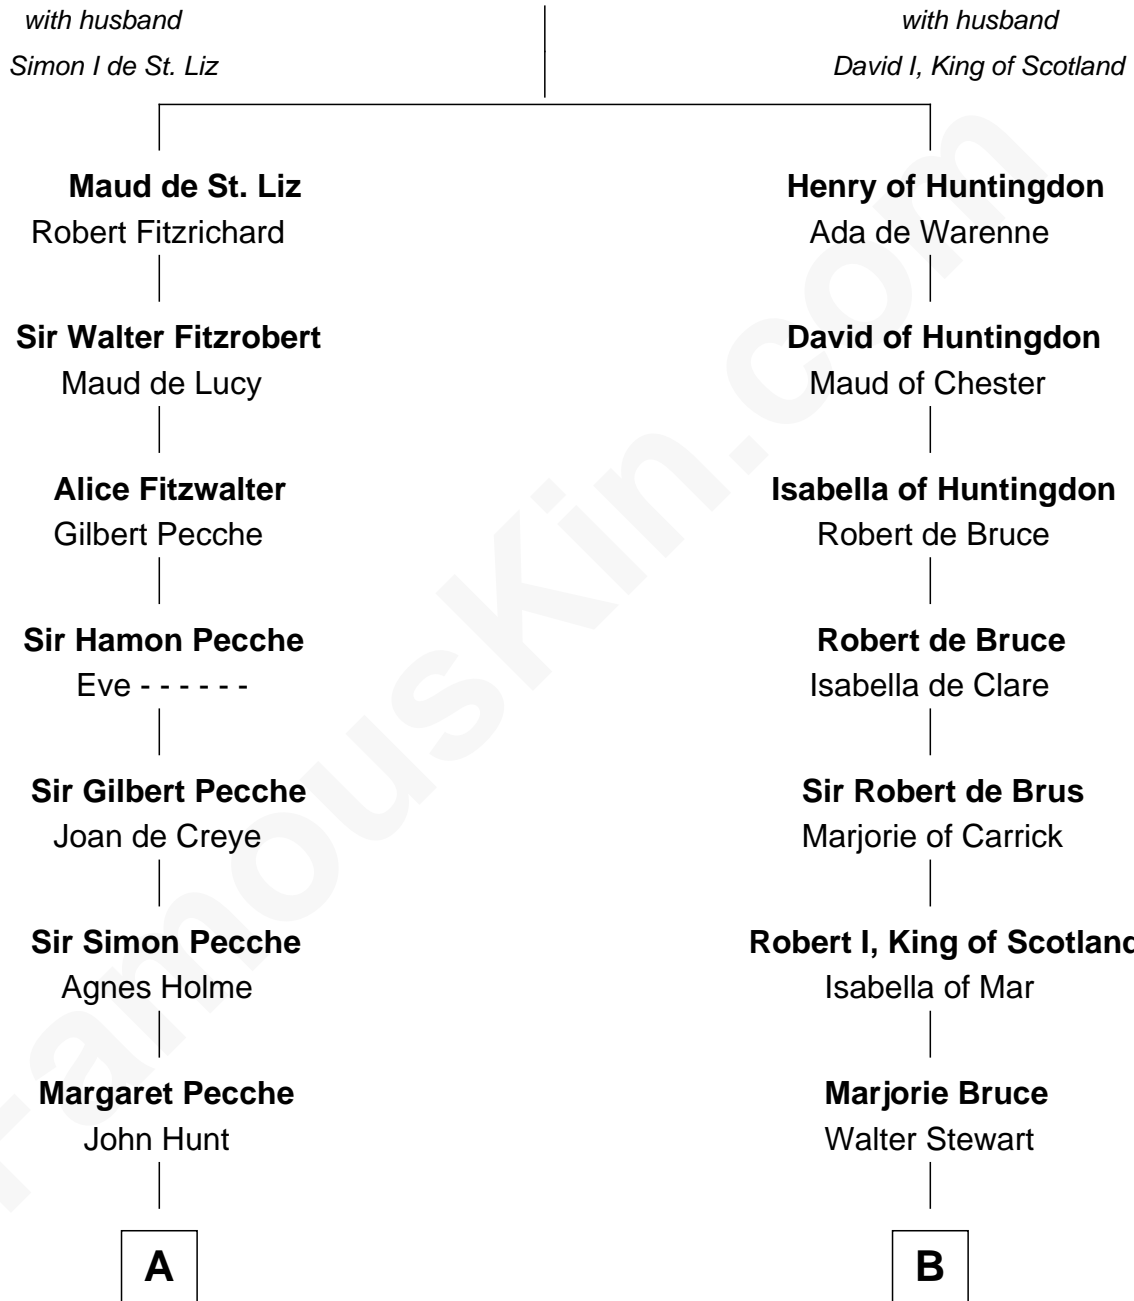 with husband
Simon I de St. Liz
with husband
David I, King of Scotland
Maud de St. Liz
Robert Fitzrichard
Henry of Huntingdon
Ada de Warenne
Sir Walter Fitzrobert
Maud de Lucy
David of Huntingdon
Maud of Chester
Alice Fitzwalter
Gilbert Pecche
Isabella of Huntingdon
Robert de Bruce
Sir Hamon Pecche
Eve - - - - - -
Robert de Bruce
Isabella de Clare
Sir Gilbert Pecche
Joan de Creye
Sir Robert de Brus
Marjorie of Carrick
Sir Simon Pecche
Agnes Holme
Robert I, King of Scotland
Isabella of Mar
Margaret Pecche
John Hunt
Marjorie Bruce
Walter Stewart
A
B
FamousKin.com